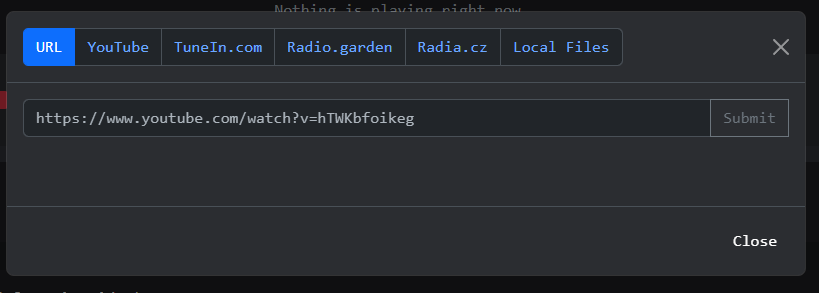 Nothing is playing right now
URL YouTube TuneIn.com Radio.garden Radia.cz Local Files
https://www.youtube.com/watch?v=hTWKbfoikeg Submit
Close